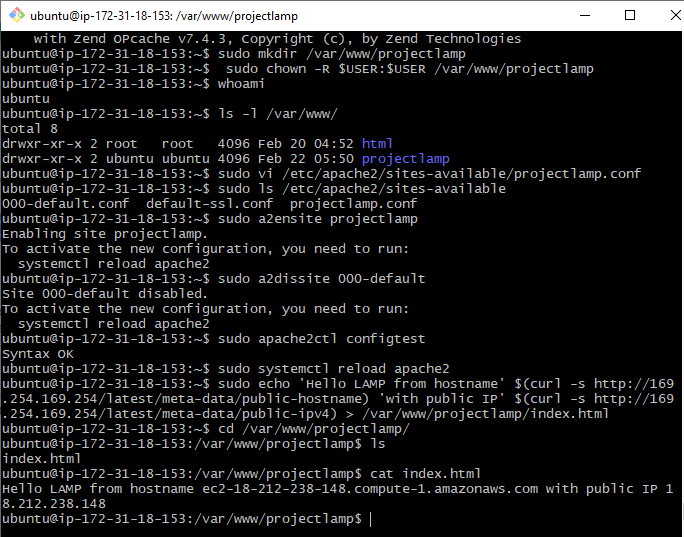 ubuntu@ip-172-31-18-153: /var/www/projectlamp
    with Zend OPcache v7.4.3, Copyright (c), by Zend Technologies
ubuntu@ip-172-31-18-153:~$ sudo mkdir /var/www/projectlamp
ubuntu@ip-172-31-18-153:~$  sudo chown -R $USER:$USER /var/www/projectlamp
ubuntu@ip-172-31-18-153:~$ whoami
ubuntu
ubuntu@ip-172-31-18-153:~$ ls -l /var/www/
total 8
drwxr-xr-x 2 root   root   4096 Feb 20 04:52 html
drwxr-xr-x 2 ubuntu ubuntu 4096 Feb 22 05:50 projectlamp
ubuntu@ip-172-31-18-153:~$ sudo vi /etc/apache2/sites-available/projectlamp.conf
ubuntu@ip-172-31-18-153:~$ sudo ls /etc/apache2/sites-available
000-default.conf  default-ssl.conf  projectlamp.conf
ubuntu@ip-172-31-18-153:~$ sudo a2ensite projectlamp
Enabling site projectlamp.
To activate the new configuration, you need to run:
  systemctl reload apache2
ubuntu@ip-172-31-18-153:~$ sudo a2dissite 000-default
Site 000-default disabled.
To activate the new configuration, you need to run:
  systemctl reload apache2
ubuntu@ip-172-31-18-153:~$ sudo apache2ctl configtest
Syntax OK
ubuntu@ip-172-31-18-153:~$ sudo systemctl reload apache2
ubuntu@ip-172-31-18-153:~$ sudo echo 'Hello LAMP from hostname' $(curl -s http://169
.254.169.254/latest/meta-data/public-hostname) 'with public IP' $(curl -s http://169
.254.169.254/latest/meta-data/public-ipv4) > /var/www/projectlamp/index.html
ubuntu@ip-172-31-18-153:~$ cd /var/www/projectlamp/
ubuntu@ip-172-31-18-153:/var/www/projectlamp$ ls
index.html
ubuntu@ip-172-31-18-153:/var/www/projectlamp$ cat index.html
Hello LAMP from hostname ec2-18-212-238-148.compute-1.amazonaws.com with public IP 1
8.212.238.148
ubuntu@ip-172-31-18-153:/var/www/projectlamp$